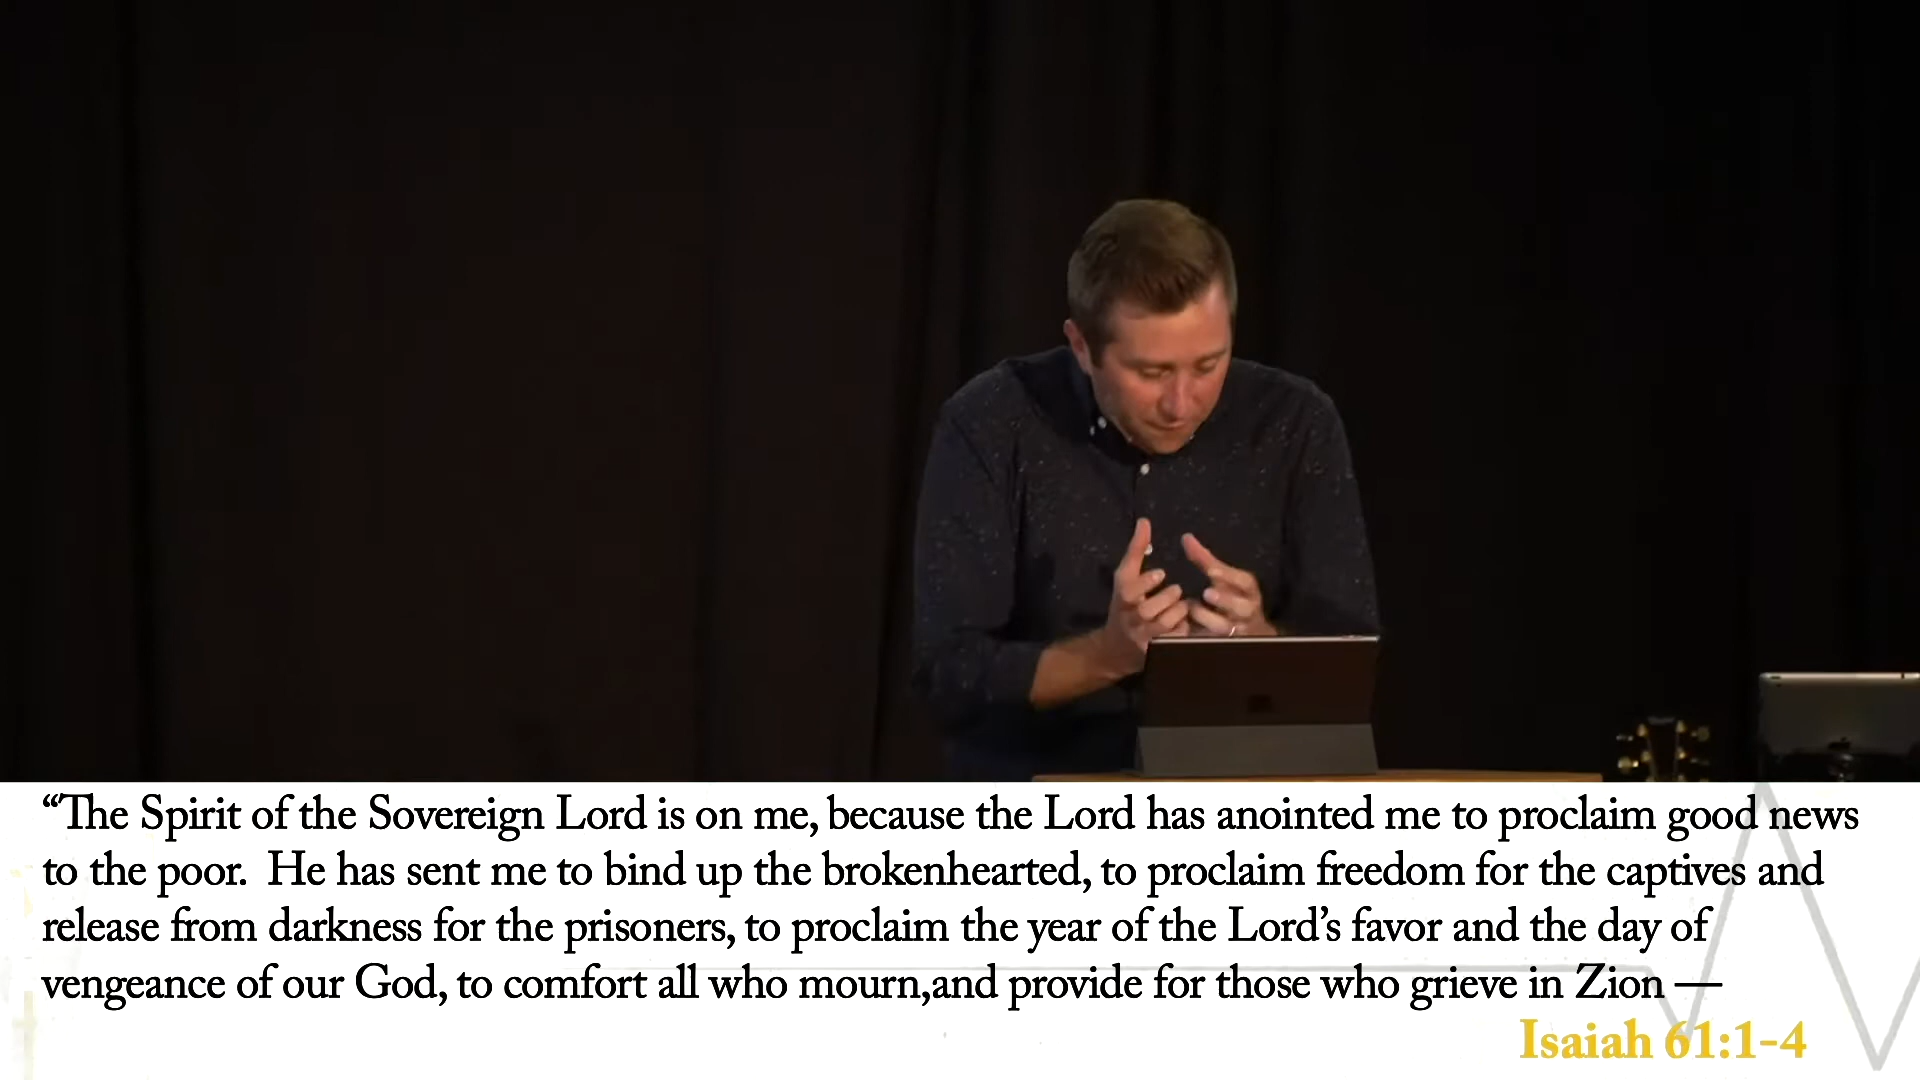 “The Spirit of the Sovereign Lord is on me, because the Lord has anointed me to proclaim good news
to the poor.  He has sent me to bind up the brokenhearted, to proclaim freedom for the captives and
release from darkness for the prisoners, to proclaim the year of the Lord’s favor and the day of
vengeance of our God, to comfort all who mourn,and provide for those who grieve in Zion —
Isaiah 61:1-4